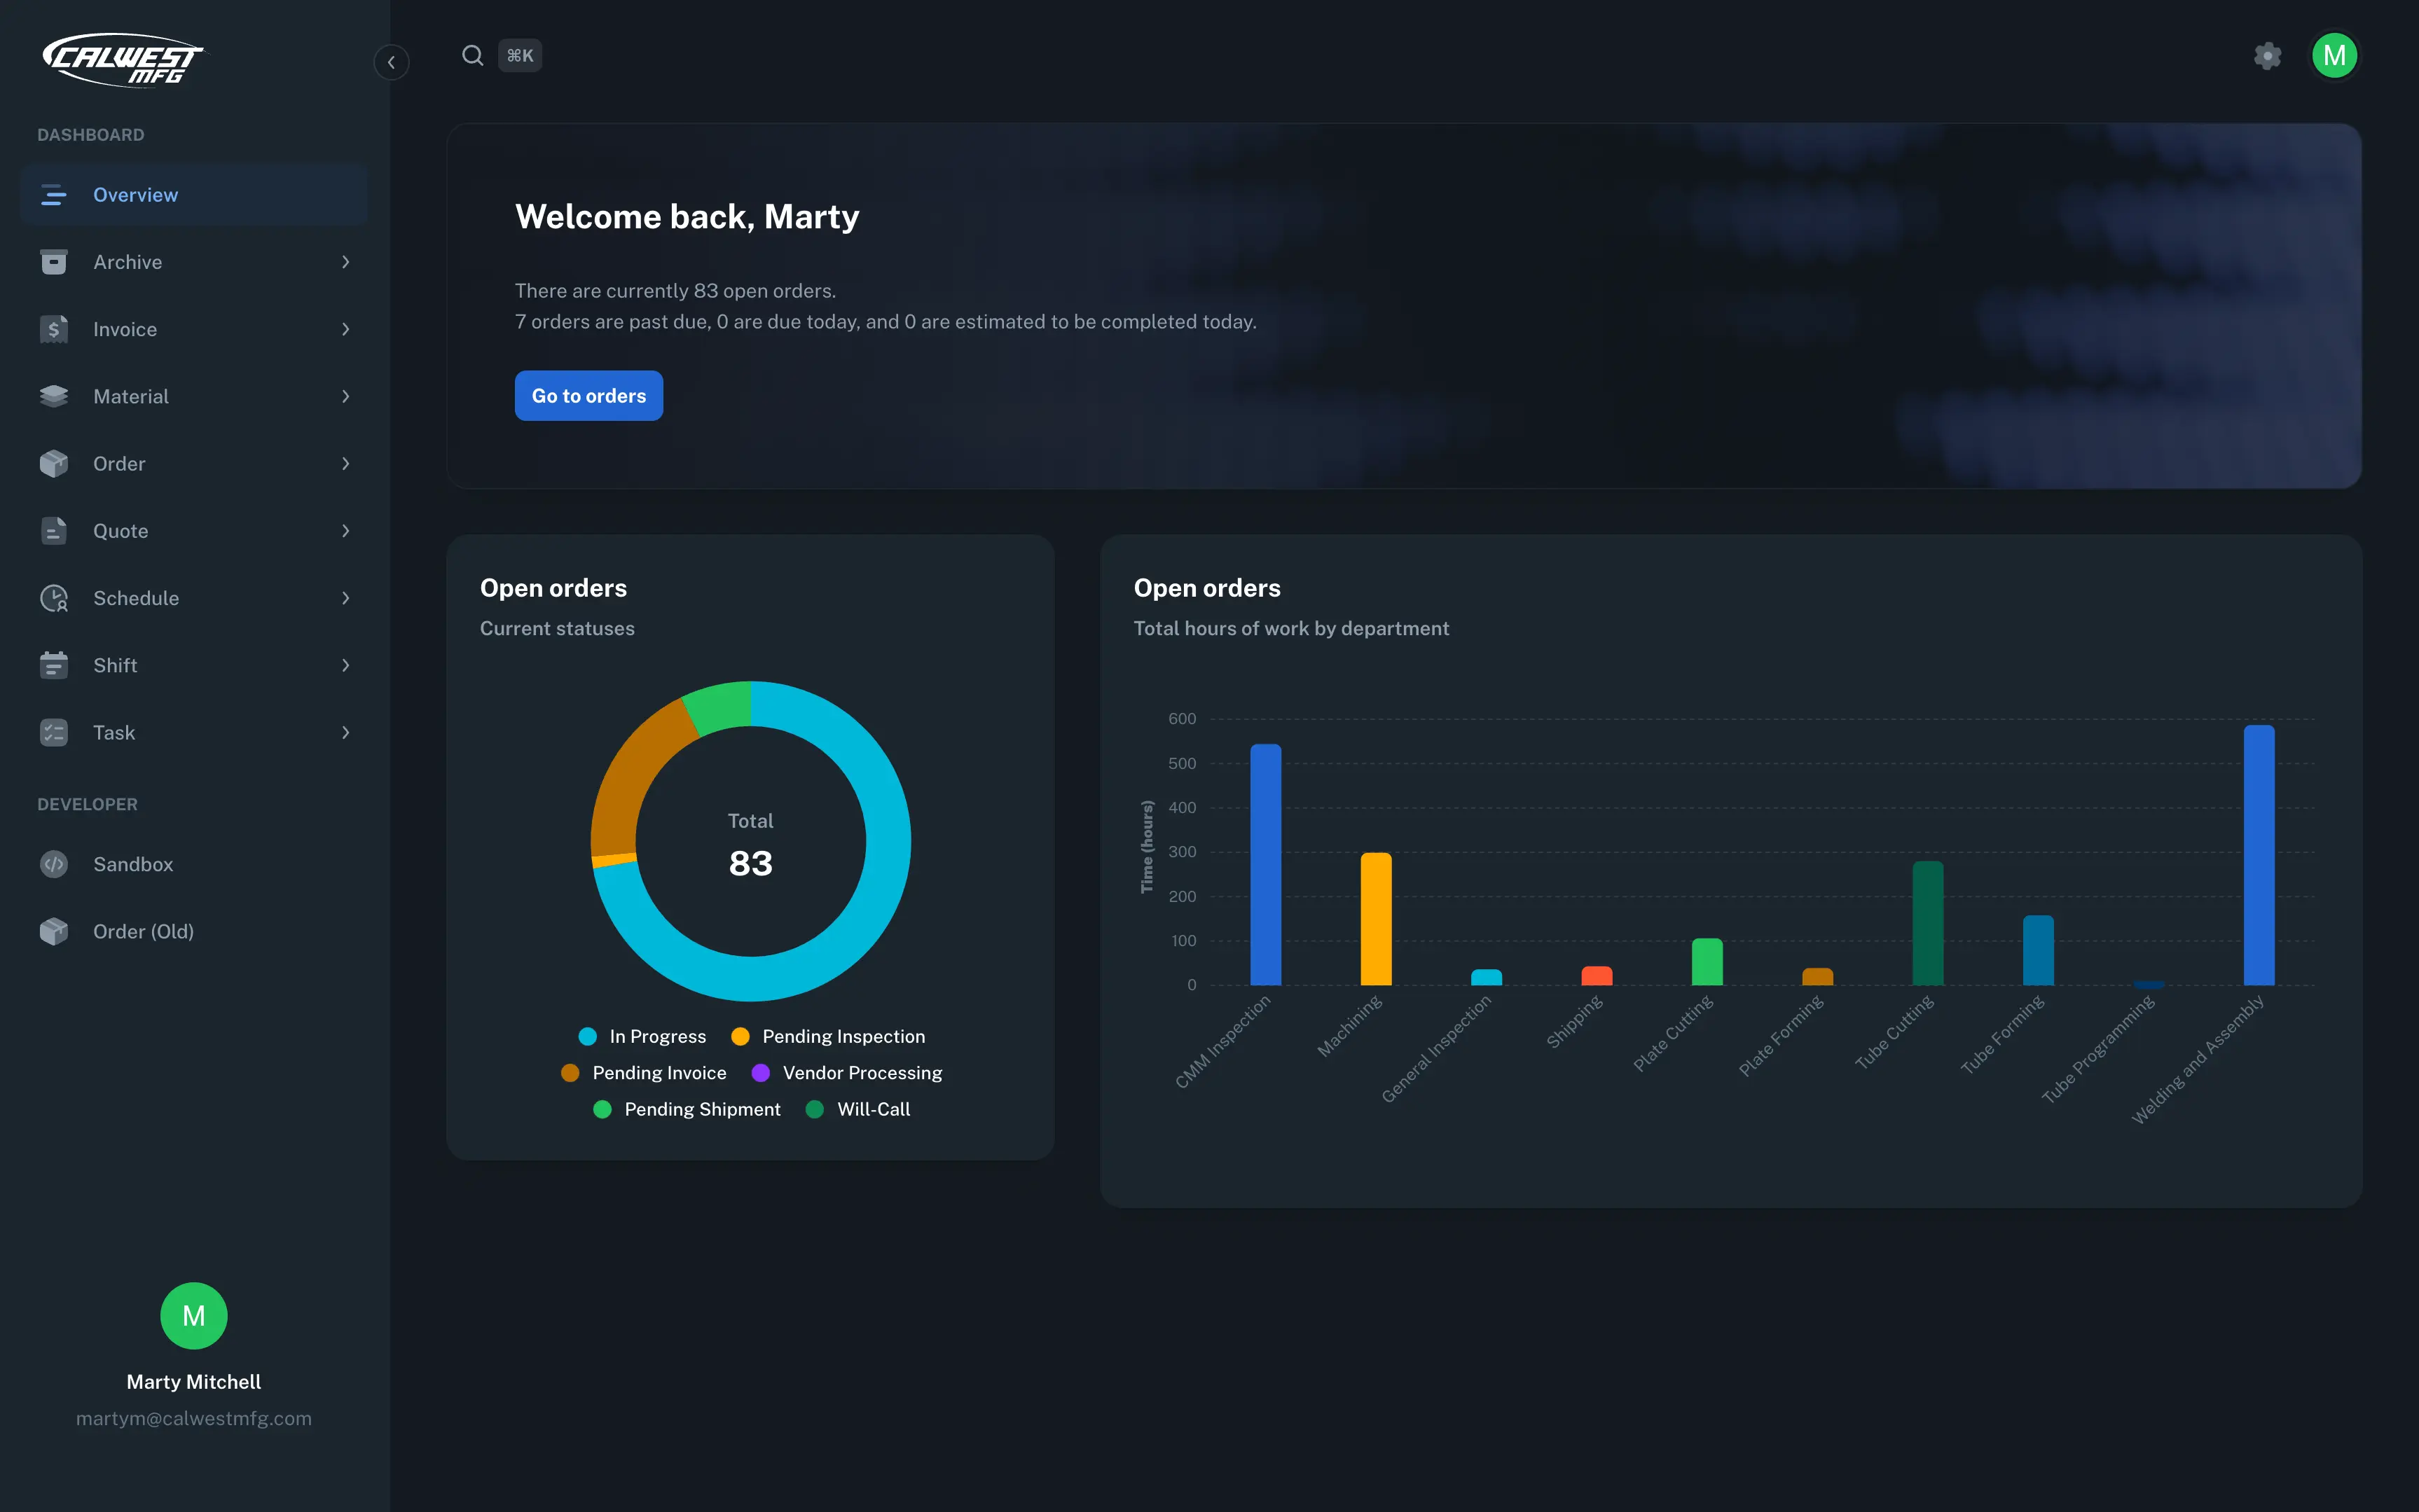 CALWEST
MFG
⌘K
M
DASHBOARD
Overview
Archive
Invoice
Material
Order
Quote
Schedule
Shift
Task
DEVELOPER
Sandbox
Order (Old)
M
Marty Mitchell
martym@calwestmfg.com
Welcome back, Marty
There are currently 83 open orders.
7 orders are past due, 0 are due today, and 0 are estimated to be completed today.
Go to orders
Open orders
Current statuses
Total
83
In Progress
Pending Inspection
Pending Invoice
Vendor Processing
Pending Shipment
Will-Call
Open orders
Total hours of work by department
Time (hours)
600
500
400
300
200
100
0
CMM Inspection
Machining
General Inspection
Shipping
Plate Cutting
Plate Forming
Tube Cutting
Tube Forming
Tube Programming
Welding and Assembly